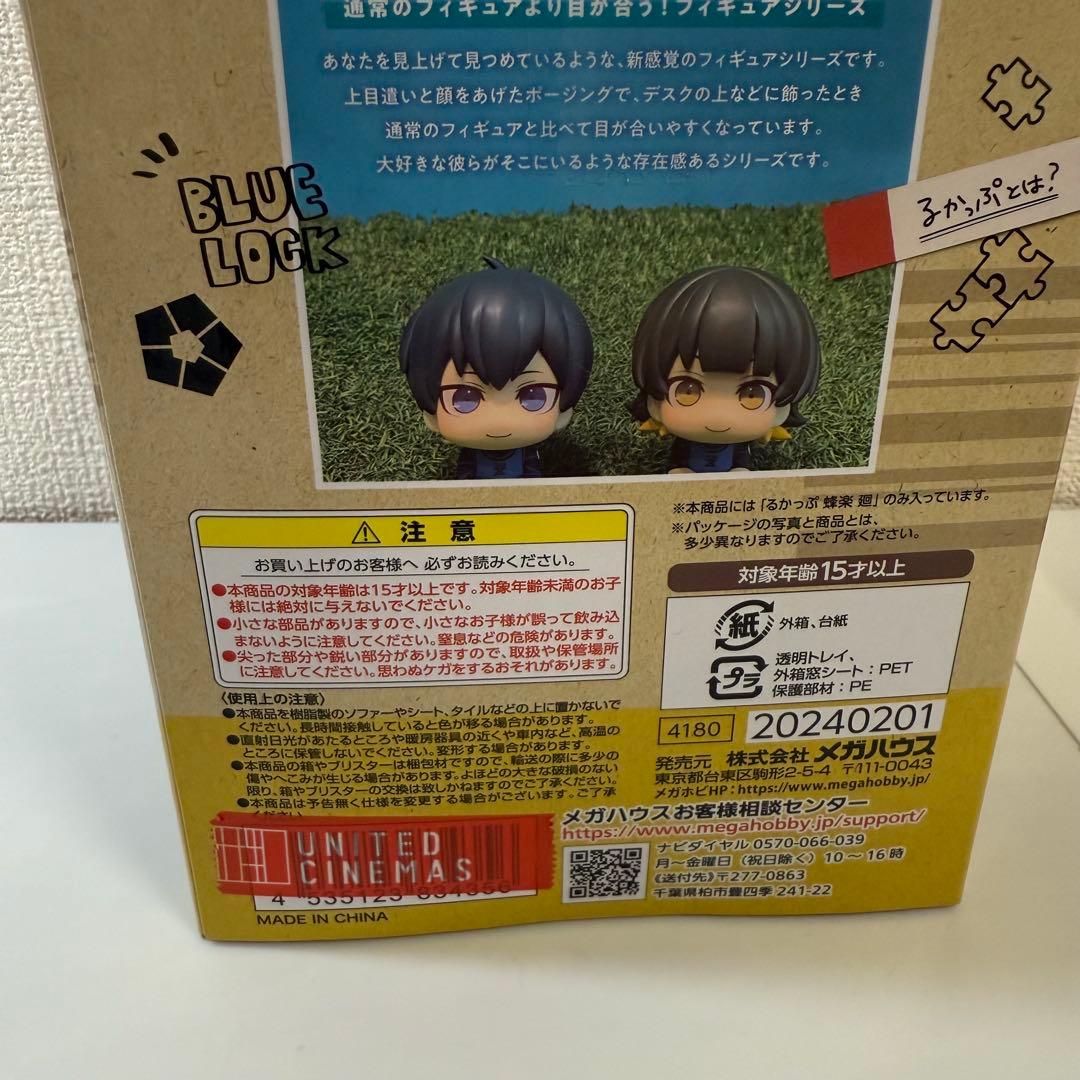 通常のフィギュアより目が合う!フィギュアシリーズ
あなたを見上げて見つめているような、新感覚のフィギュアシリーズです。
上目遣いと顔をあげたポージングで、デスクの上などに飾ったとき
通常のフィギュアと比べて目が合いやすくなっています。
大好きな彼らがそこにいるような存在感あるシリーズです。
BLUE
LOCK
るかっぷとは?
※本商品には「るかっぷ 蜂楽 廻」のみ入っています。
※パッケージの写真と商品とは、
多少異なりますのでご了承ください。
対象年齢15才以上
注意
お買い上げのお客様へ 必ずお読みください。
●本商品の対象年齢は15才以上です。対象年齢未満のお子
様には絶対に与えないでください。
●小さな部品がありますので、小さなお子様が誤って飲み込
まないように注意してください。窒息などの危険があります。
●尖った部分や鋭い部分がありますので、取扱や保管場所
に注意してください。思わぬケガをするおそれがあります。
〈使用上の注意〉
●本商品を樹脂製のソファーやシート、タイルなどの上に置かないで
ください。長時間接触していると色が移る場合があります。
●直射日光があたるところや暖房器具の近くや車内など、高温の
ところに保管しないでください。変形する場合があります。
●本商品の箱やブリスターは梱包材ですので、輸送の際に多少の
傷やへこみが生じる場合があります。よほどの大きな破損のない
限り、箱やブリスターの交換は致しかねますのでご了承ください。
●本商品は予告無く仕様を変更する場合がございます。ご了承
ください。
紙
外箱、台紙
プラ
透明トレイ、
外箱窓シート:PET
保護部材:PE
4180
20240201
発売元 株式会社メガハウス
東京都台東区駒形2-5-4 〒111-0043
メガホビHP:https://www.megahobby.jp/
メガハウスお客様相談センター
https://www.megahobby.jp/support/
ナビダイヤル 0570-066-039
月~金曜日(祝日除く)10~16時
《送付先》〒277-0863
千葉県柏市豊四季241-22
UNITED
CINEMAS
4 535123 834356
MADE IN CHINA